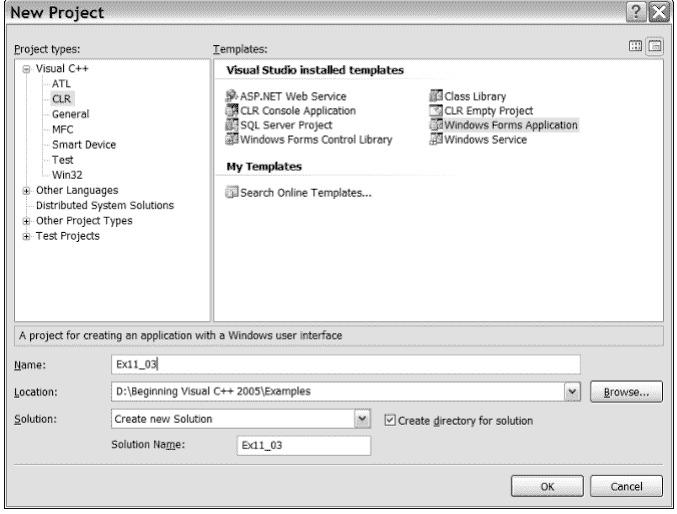 New Project
Project types:
Templates:
Visual C++
ATL
CLR
General
MFC
Smart Device
Test
Win32
Other Languages
Distributed System Solutions
Other Project Types
Test Projects
Visual Studio installed templates
ASP.NET Web Service
Class Library
CLR Console Application
CLR Empty Project
SQL Server Project
Windows Forms Application
Windows Forms Control Library
Windows Service
My Templates
Search Online Templates...
A project for creating an application with a Windows user interface
Name:
Ex11_03
Location:
D:\Beginning Visual C++ 2005\Examples
Browse...
Solution:
Create new Solution
Create directory for solution
Solution Name:
Ex11_03
OK
Cancel